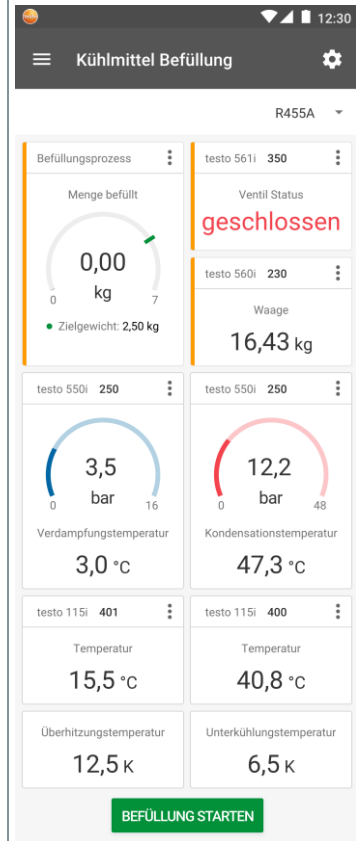 12:30
Kühlmittel Befüllung
R455A
Befüllungsprozess
Menge befüllt
0,00
kg
0
7
Zielgewicht: 2,50 kg
testo 561i 350
Ventil Status
geschlossen
testo 560i 230
Waage
16,43 kg
testo 550i 250
3,5
bar
0
16
Verdampfungstemperatur
3,0 °C
testo 550i 250
12,2
bar
0
48
Kondensationstemperatur
47,3 °C
testo 115i 401
Temperatur
15,5 °C
testo 115i 400
Temperatur
40,8 °C
Überhitzungstemperatur
12,5 K
Unterkühlungstemperatur
6,5 K
BEFÜLLUNG STARTEN